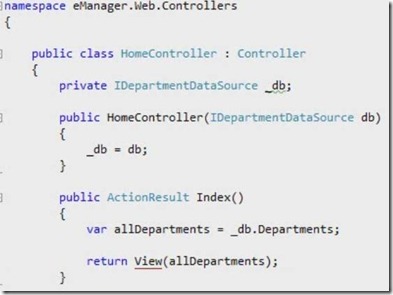 namespace eManager.Web.Controllers
{
public class HomeController : Controller
{
private IDepartmentDataSource _db;
public HomeController(IDepartmentDataSource db)
{
_db = db;
}
public ActionResult Index()
{
var allDepartments = _db.Departments;
return View(allDepartments);
}